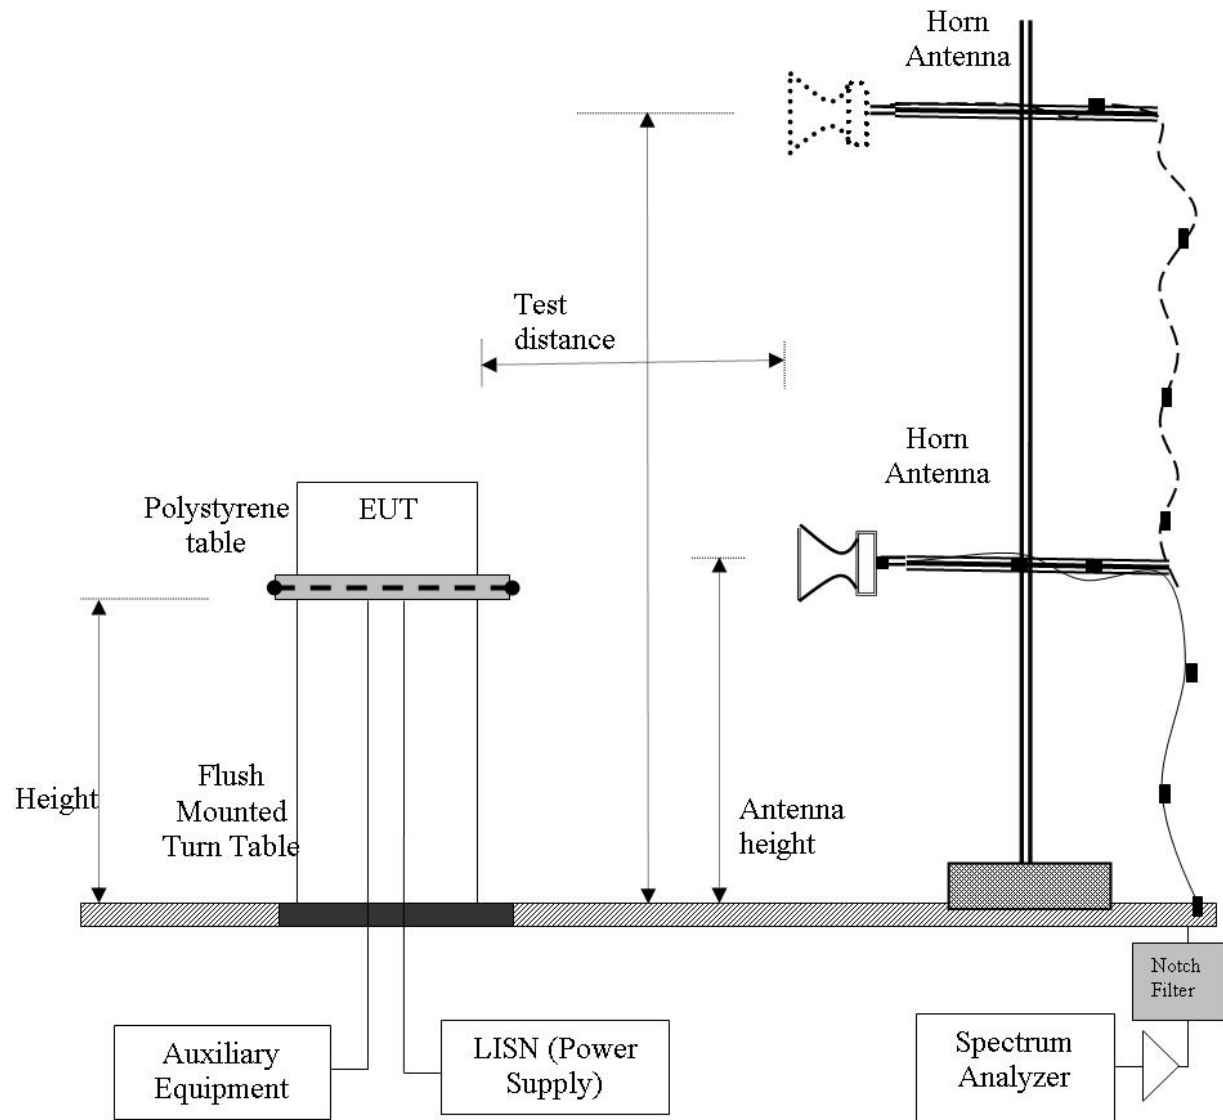 Horn
Antenna
Test
distance
Horn
Antenna
Polystyrene
table
EUT
Height
Flush
Mounted
Turn Table
Antenna
height
Notch
Filter
Auxiliary
Equipment
LISN (Power
Supply)
Spectrum
Analyzer